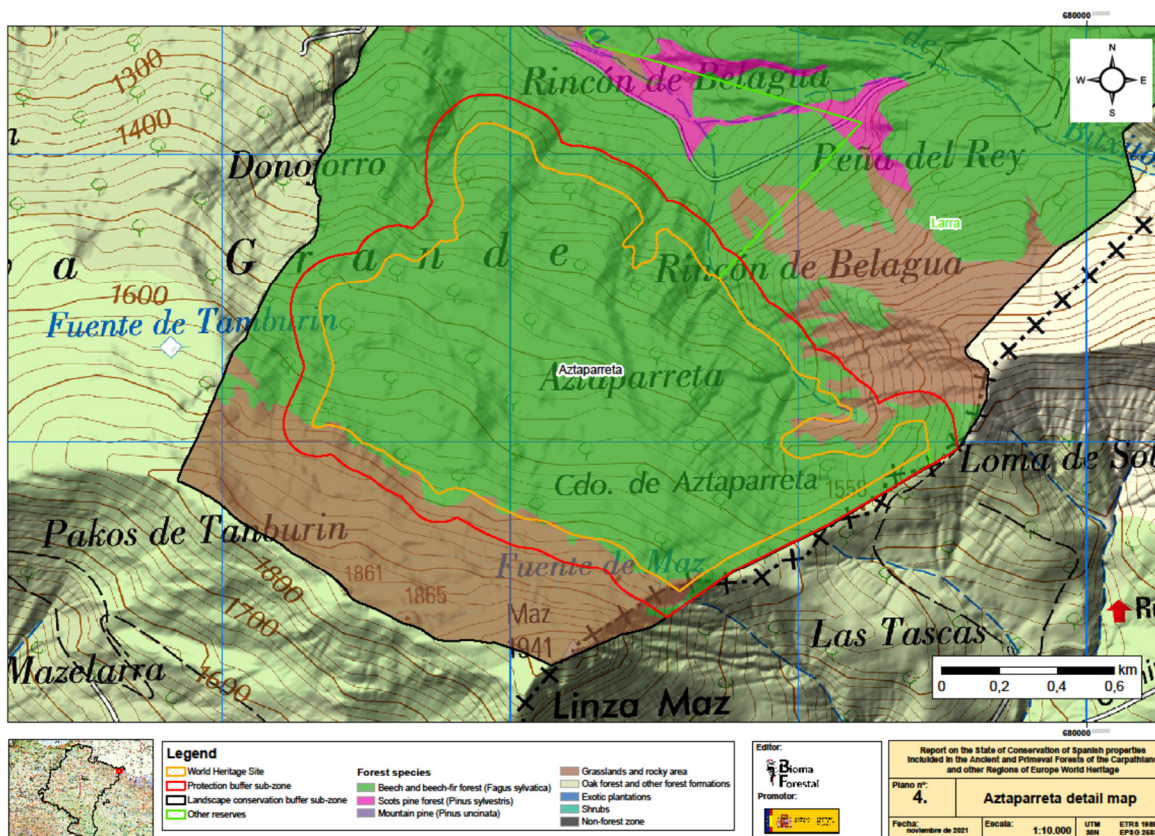 680000
1300
1400
N
W E
S
de
Rincón de Belagua
Donojorro
Peña del Rey
Larra
G r a n d e
a
Rincón de Belagua
1600
Fuente de Tamburin
Aztaparreta
Aztaparreta
Cdo. de Aztaparreta
1559
Loma de Sol
Pakos de Tanburin
Fuente de Maz
1861
1800
1865
1700
Maz
1941
Las Tascas
Mazelarra
1600
Linza Maz
km
0 0,2 0,4 0,6
680000
Legend
World Heritage Site
Protection buffer sub-zone
Landscape conservation buffer sub-zone
Other reserves
Forest species
Beech and beech-fir forest (Fagus sylvatica)
Scots pine forest (Pinus sylvestris)
Mountain pine (Pinus uncinata)
Grasslands and rocky area
Oak forest and other forest formations
Exotic plantations
Shrubs
Non-forest zone
Editor:
Bioma
Forestal
Promotor:
Report on the State of Conservation of Spanish properties
Included in the Ancient and Primeval Forests of the Carpathians
and other Regions of Europe World Heritage
Plano nº:
4.
Aztaparreta detail map
Fecha:
noviembre de 2021
Escala:
1:10.000
UTM
30N